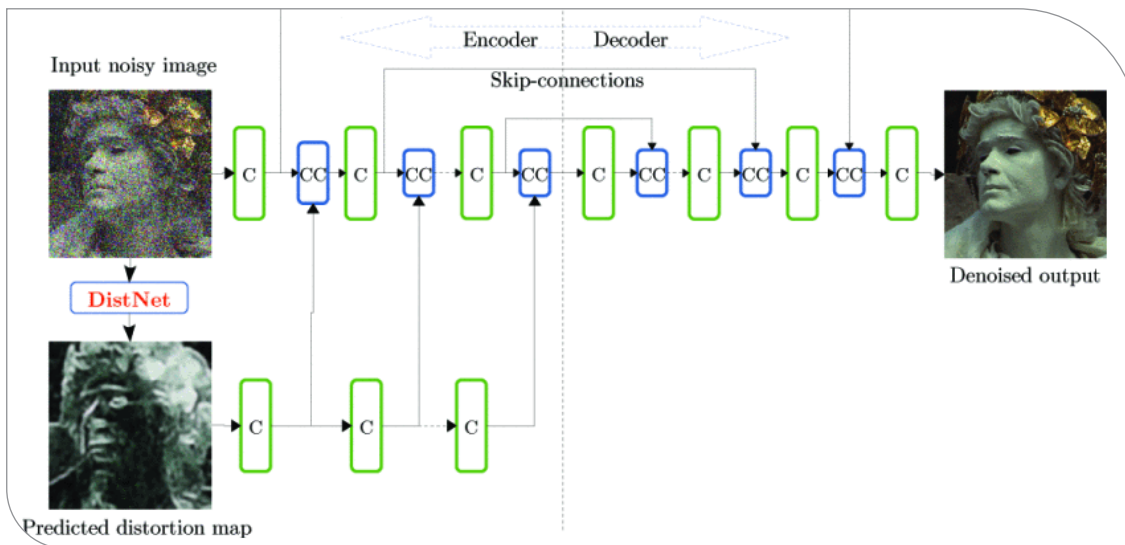 Encoder
Decoder
Input noisy image
Skip-connections
C
CC
C
CC
C
CC
C
CC
C
CC
C
CC
C
Denoised output
DistNet
C
C
C
Predicted distortion map